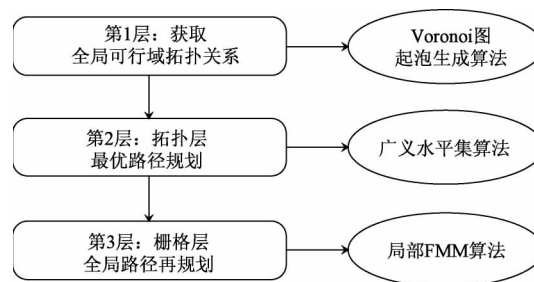 第1层：获取
全局可行域拓扑关系
Voronoi图
起泡生成算法
第2层：拓扑层
最优路径规划
广义水平集算法
第3层：栅格层
全局路径再规划
局部FMM算法